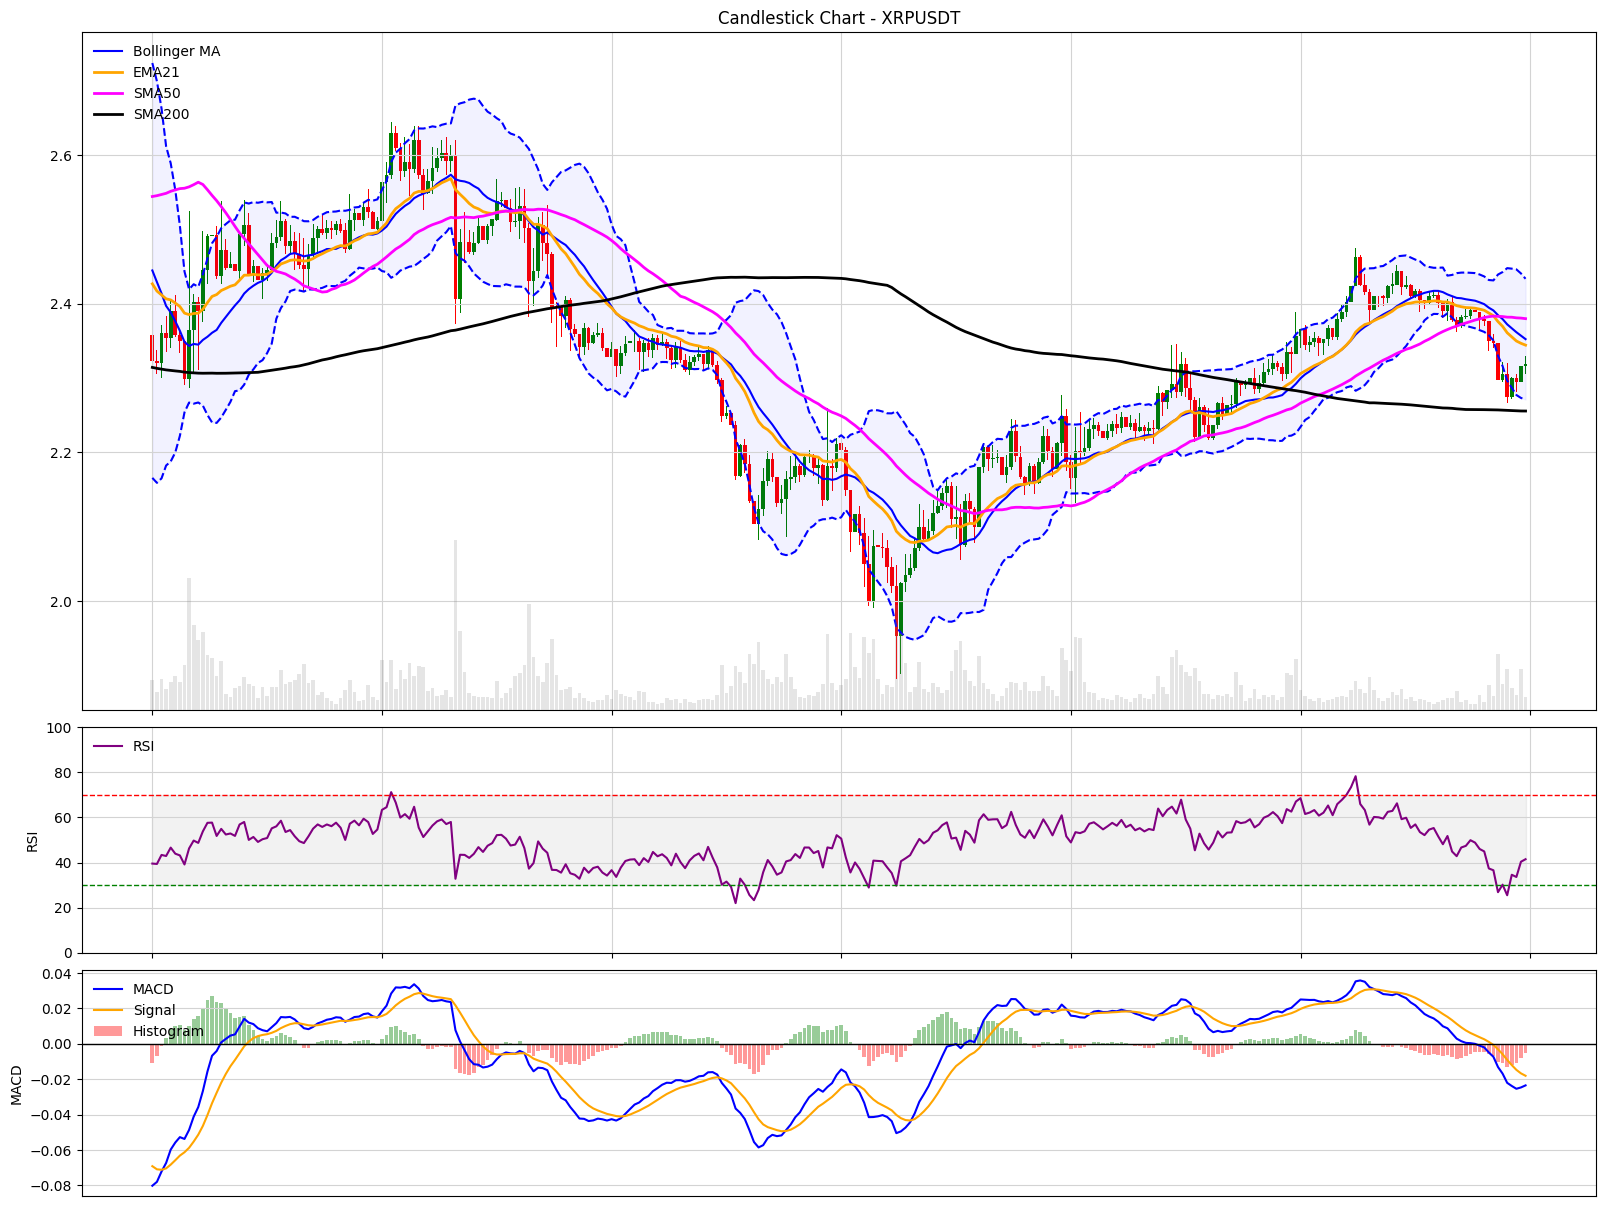 Candlestick Chart - XRPUSDT
Bollinger MA
EMA21
SMA50
SMA200
2.6
2.4
2.2
2.0
RSI
RSI
100
80
60
40
20
0
MACD
Signal
Histogram
MACD
0.04
0.02
0.00
−0.02
−0.04
−0.06
−0.08